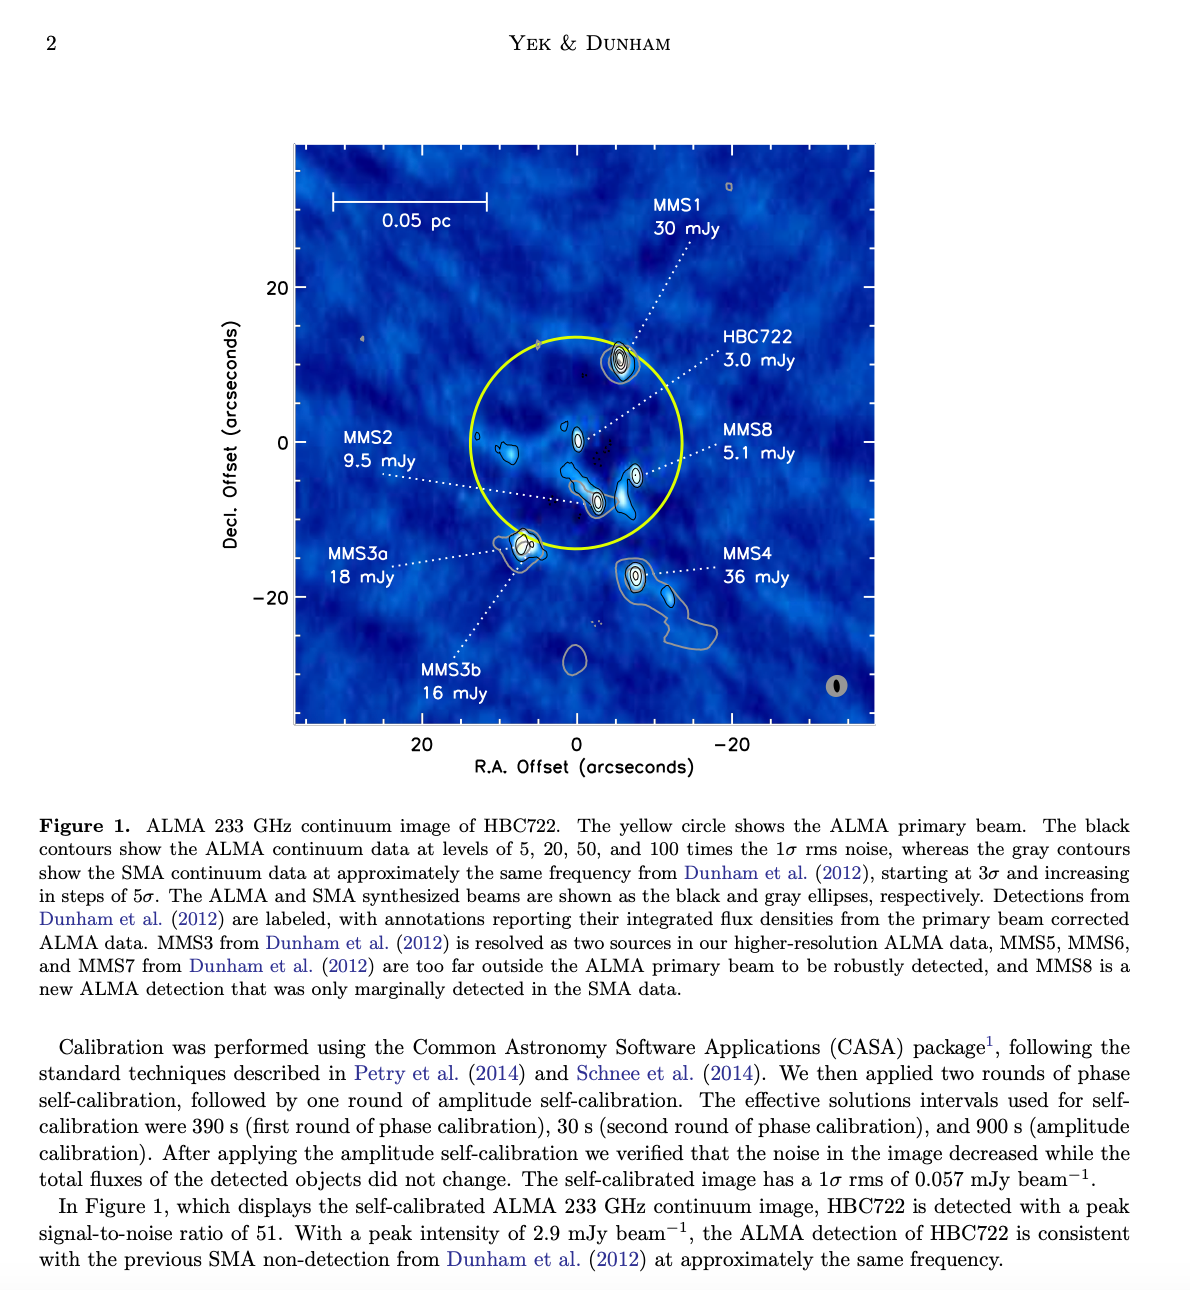 2
YEK & DUNHAM
MMS1
30 mJy
0.05 pc
20
HBC722
3.0 mJy
MMS8
5.1 mJy
MMS2
9.5 mJy
0
Decl. Offset (arcseconds)
MMS3a
18 mJy
MMS4
36 mJy
−20
MMS3b
16 mJy
20 0 −20
R.A. Offset (arcseconds)
Figure 1. ALMA 233 GHz continuum image of HBC722. The yellow circle shows the ALMA primary beam. The black
contours show the ALMA continuum data at levels of 5, 20, 50, and 100 times the 1σ rms noise, whereas the gray contours
show the SMA continuum data at approximately the same frequency from Dunham et al. (2012), starting at 3σ and increasing
in steps of 5σ. The ALMA and SMA synthesized beams are shown as the black and gray ellipses, respectively. Detections from
Dunham et al. (2012) are labeled, with annotations reporting their integrated flux densities from the primary beam corrected
ALMA data. MMS3 from Dunham et al. (2012) is resolved as two sources in our higher-resolution ALMA data, MMS5, MMS6,
and MMS7 from Dunham et al. (2012) are too far outside the ALMA primary beam to be robustly detected, and MMS8 is a
new ALMA detection that was only marginally detected in the SMA data.
Calibration was performed using the Common Astronomy Software Applications (CASA) package¹, following the
standard techniques described in Petry et al. (2014) and Schnee et al. (2014). We then applied two rounds of phase
self-calibration, followed by one round of amplitude self-calibration. The effective solutions intervals used for self-
calibration were 390 s (first round of phase calibration), 30 s (second round of phase calibration), and 900 s (amplitude
calibration). After applying the amplitude self-calibration we verified that the noise in the image decreased while the
total fluxes of the detected objects did not change. The self-calibrated image has a 1σ rms of 0.057 mJy beam⁻¹.
In Figure 1, which displays the self-calibrated ALMA 233 GHz continuum image, HBC722 is detected with a peak
signal-to-noise ratio of 51. With a peak intensity of 2.9 mJy beam⁻¹, the ALMA detection of HBC722 is consistent
with the previous SMA non-detection from Dunham et al. (2012) at approximately the same frequency.